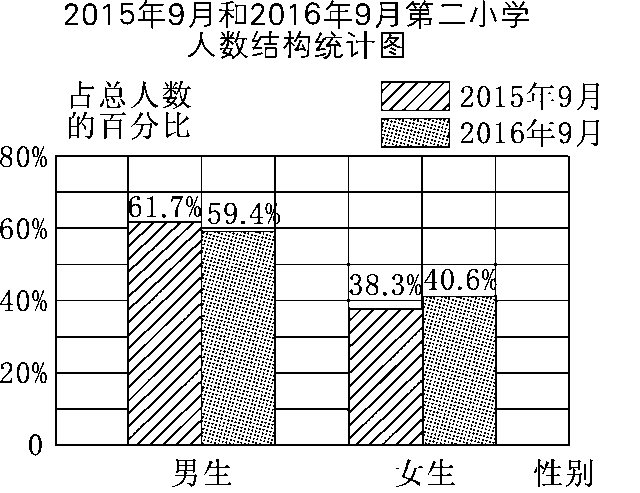 2015年9月和2016年9月第二小学
人数结构统计图
占总人数
的百分比
2015年9月
2016年9月
80%
60%
40%
20%
0
61.7%
59.4%
38.3%
40.6%
男生
女生
性别